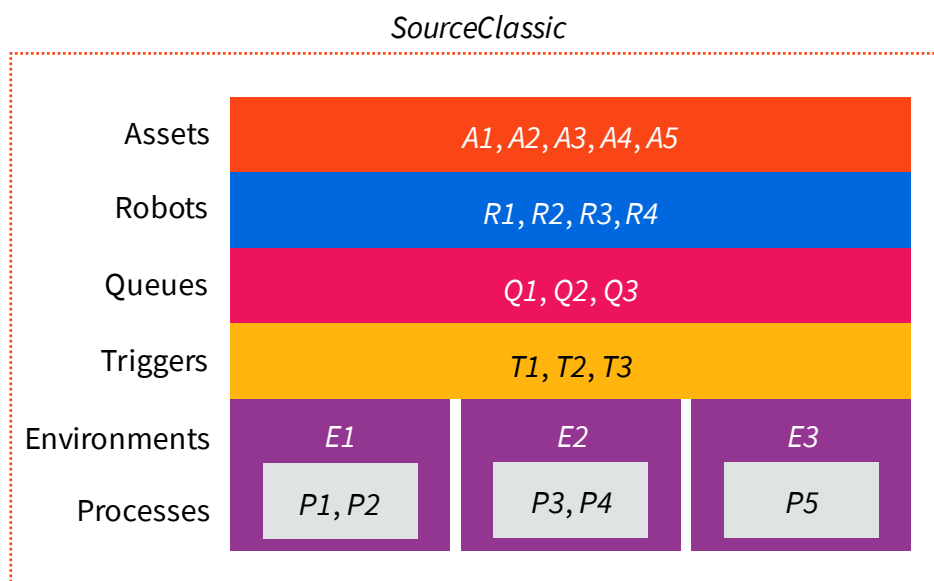 SourceClassic
Assets A1, A2, A3, A4, A5
Robots R1, R2, R3, R4
Queues Q1, Q2, Q3
Triggers T1, T2, T3
Environments E1 E2 E3
Processes P1, P2 P3, P4 P5